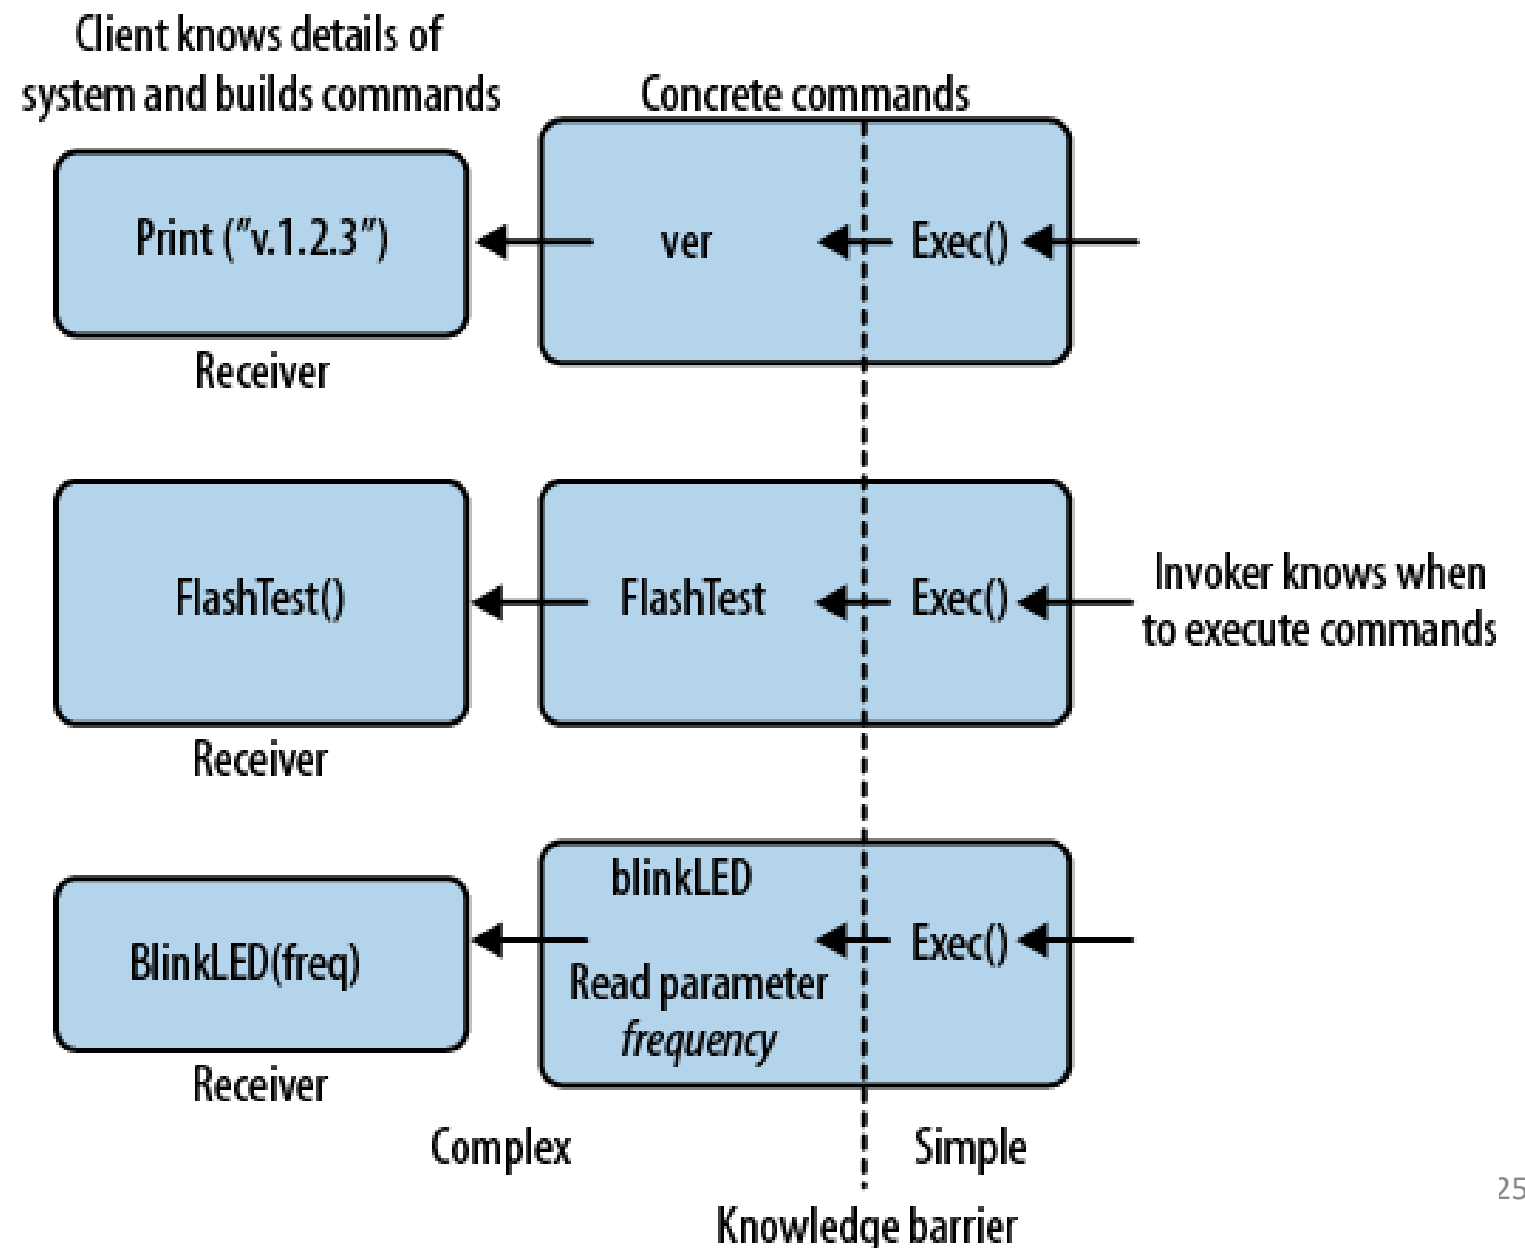 Client knows details of
system and builds commands
Concrete commands
Print ("v.1.2.3")
ver
Exec()
Receiver
FlashTest()
FlashTest
Exec()
Invoker knows when
to execute commands
Receiver
blinkLED
BlinkLED(freq)
Read parameter
frequency
Exec()
Receiver
Complex
Simple
Knowledge barrier
25